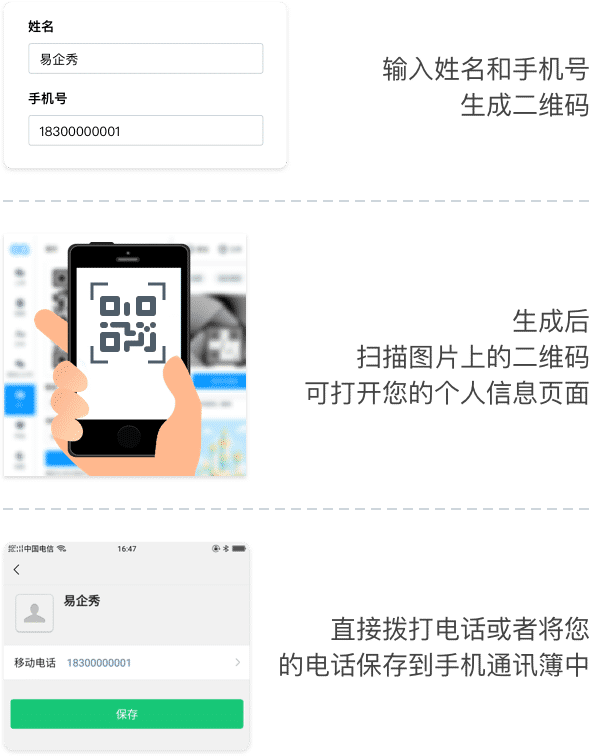 姓名
易企秀
手机号
18300000001
输入姓名和手机号
生成二维码
生成后
扫描图片上的二维码
可打开您的个人信息页面
中国电信
16:47
易企秀
移动电话 18300000001
保存
直接拨打电话或者将您
的电话保存到手机通讯簿中